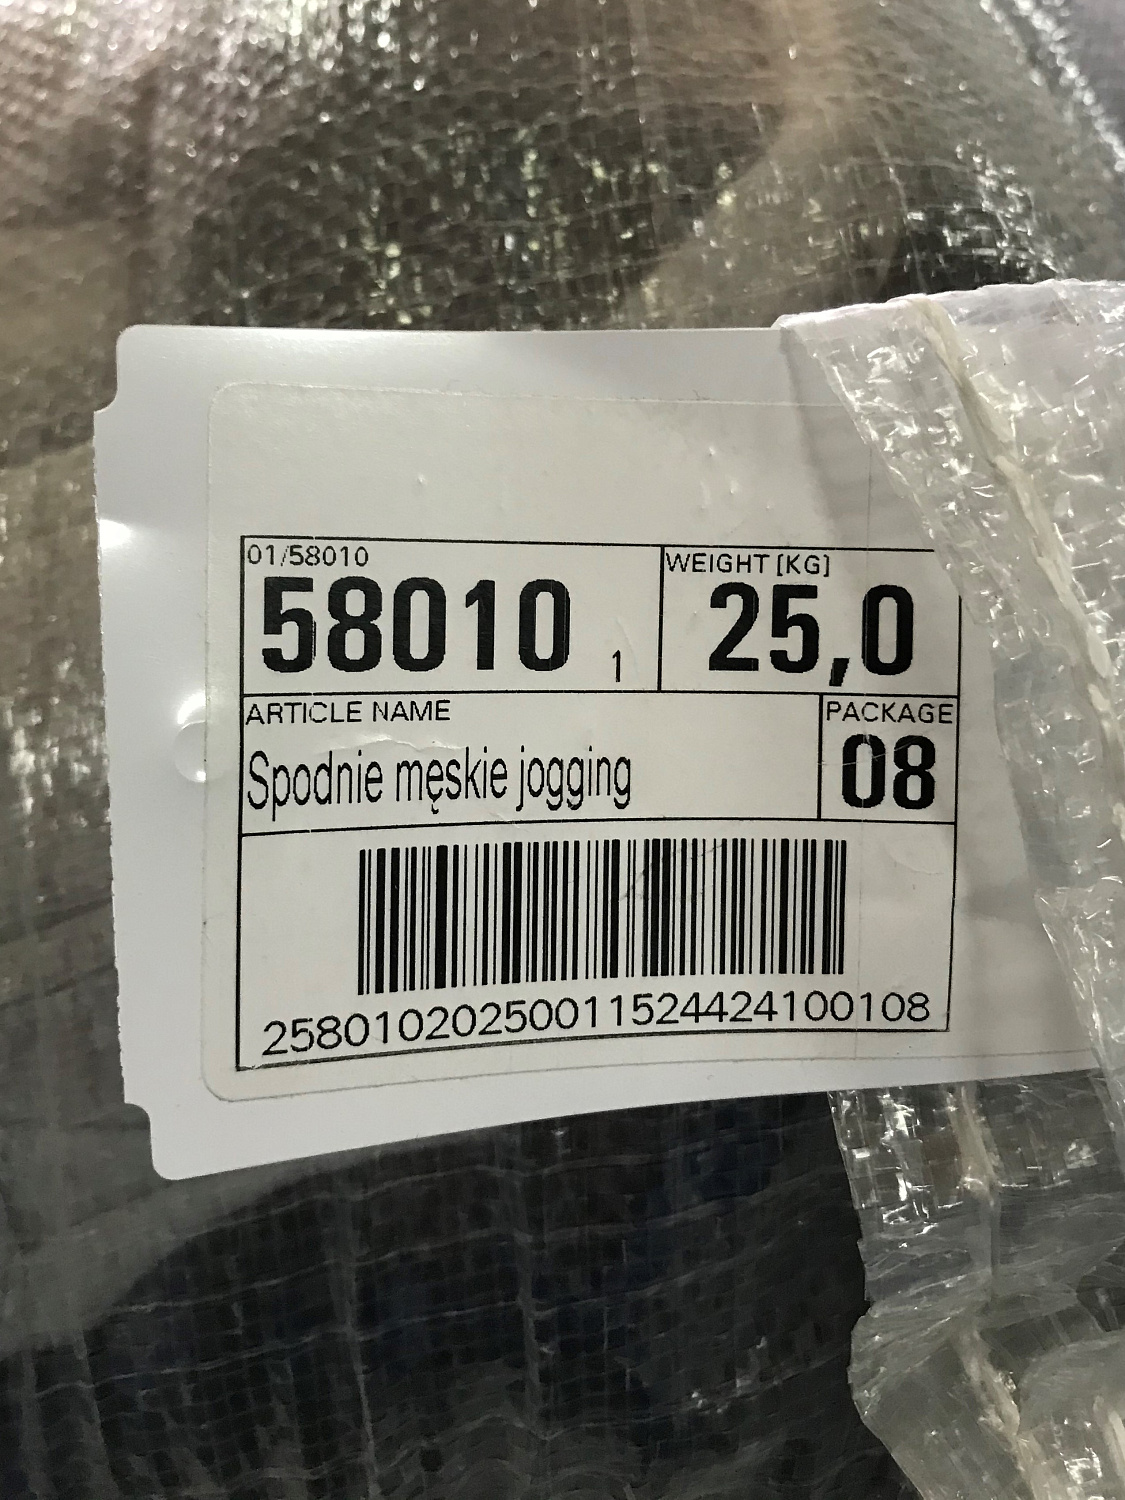 01/58010
58010 1
WEIGHT [KG]
25,0
ARTICLE NAME
Spodnie męskie jogging
PACKAGE
08
2580102025001152442410010​8